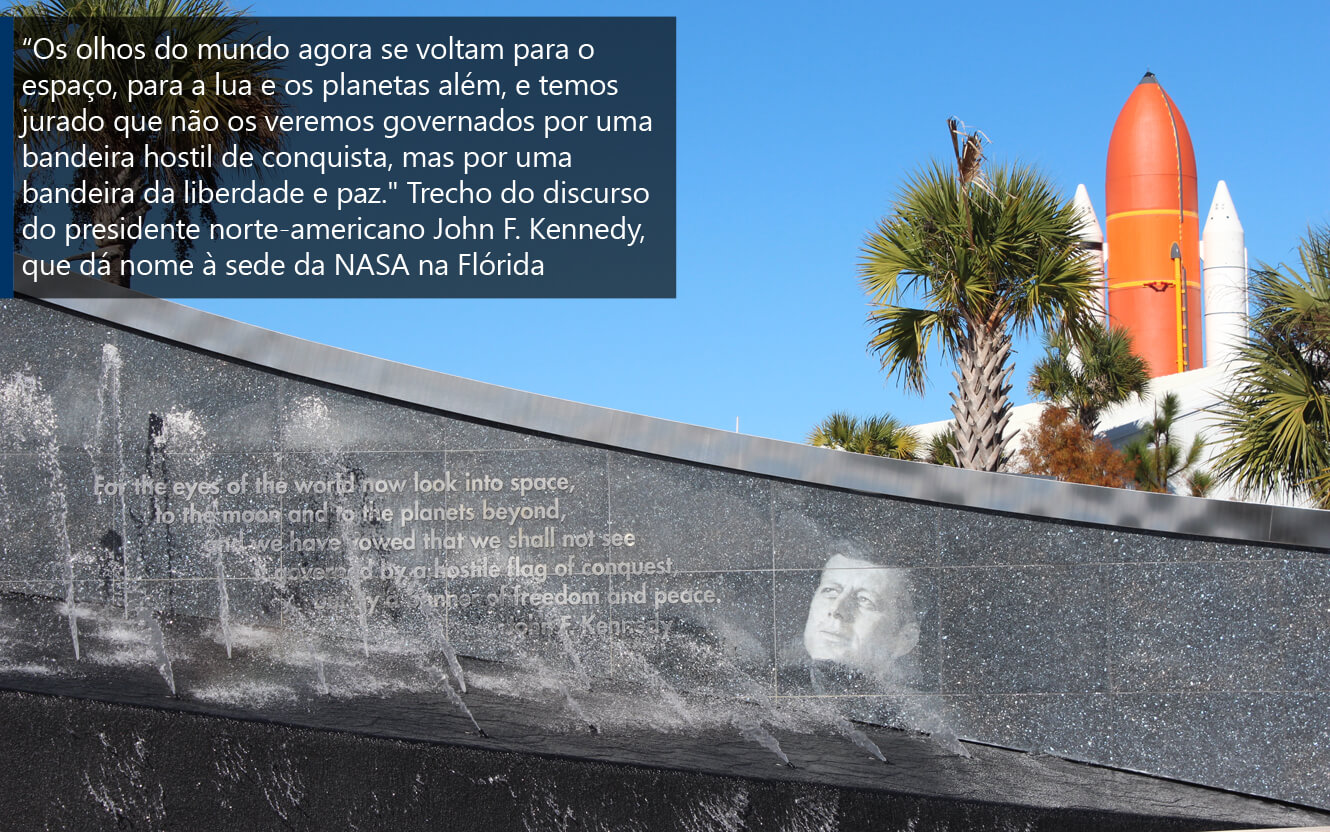 “Os olhos do mundo agora se voltam para o
espaço, para a lua e os planetas além, e temos
jurado que não os veremos governados por uma
bandeira hostil de conquista, mas por uma
bandeira da liberdade e paz." Trecho do discurso
do presidente norte-americano John F. Kennedy,
que dá nome à sede da NASA na Flórida
For the eyes of the world now look into space,
to the moon and to the planets beyond,
and we have vowed that we shall not see
governed by a hostile flag of conquest
of freedom and peace.
John F. Kennedy